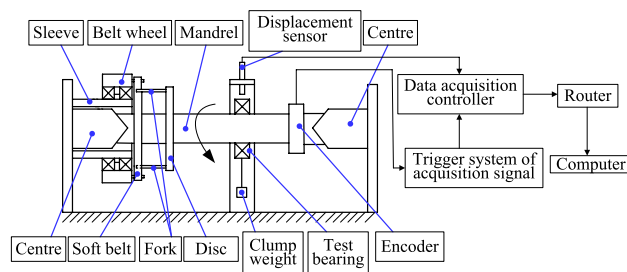 Displacement
sensor
Sleeve
Belt wheel
Mandrel
Centre
Data acquisition
controller
Router
Trigger system of
acquisition signal
Computer
Centre
Soft belt
Fork
Disc
Clump
weight
Test
bearing
Encoder